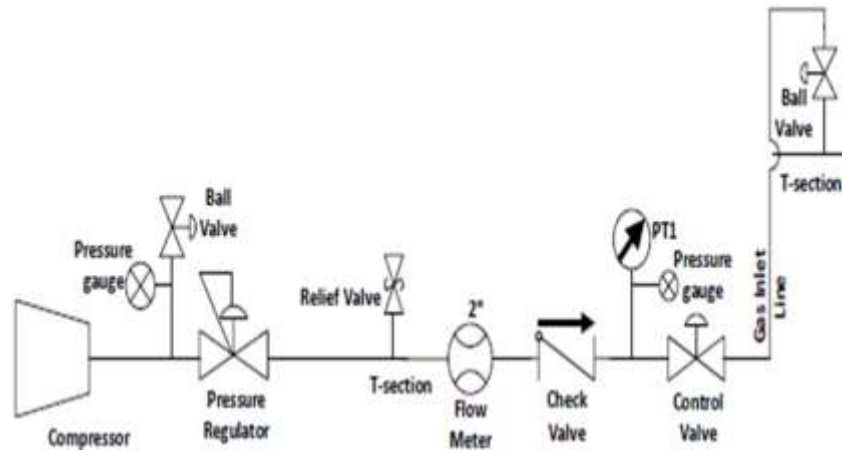 Ball
Valve
T-section
Ball
Valve
Pressure
gauge
Relief Valve
PT1
Pressure
gauge
Gas Inlet
Line
2"
T-section
Compressor
Pressure
Regulator
Flow
Meter
Check
Valve
Control
Valve